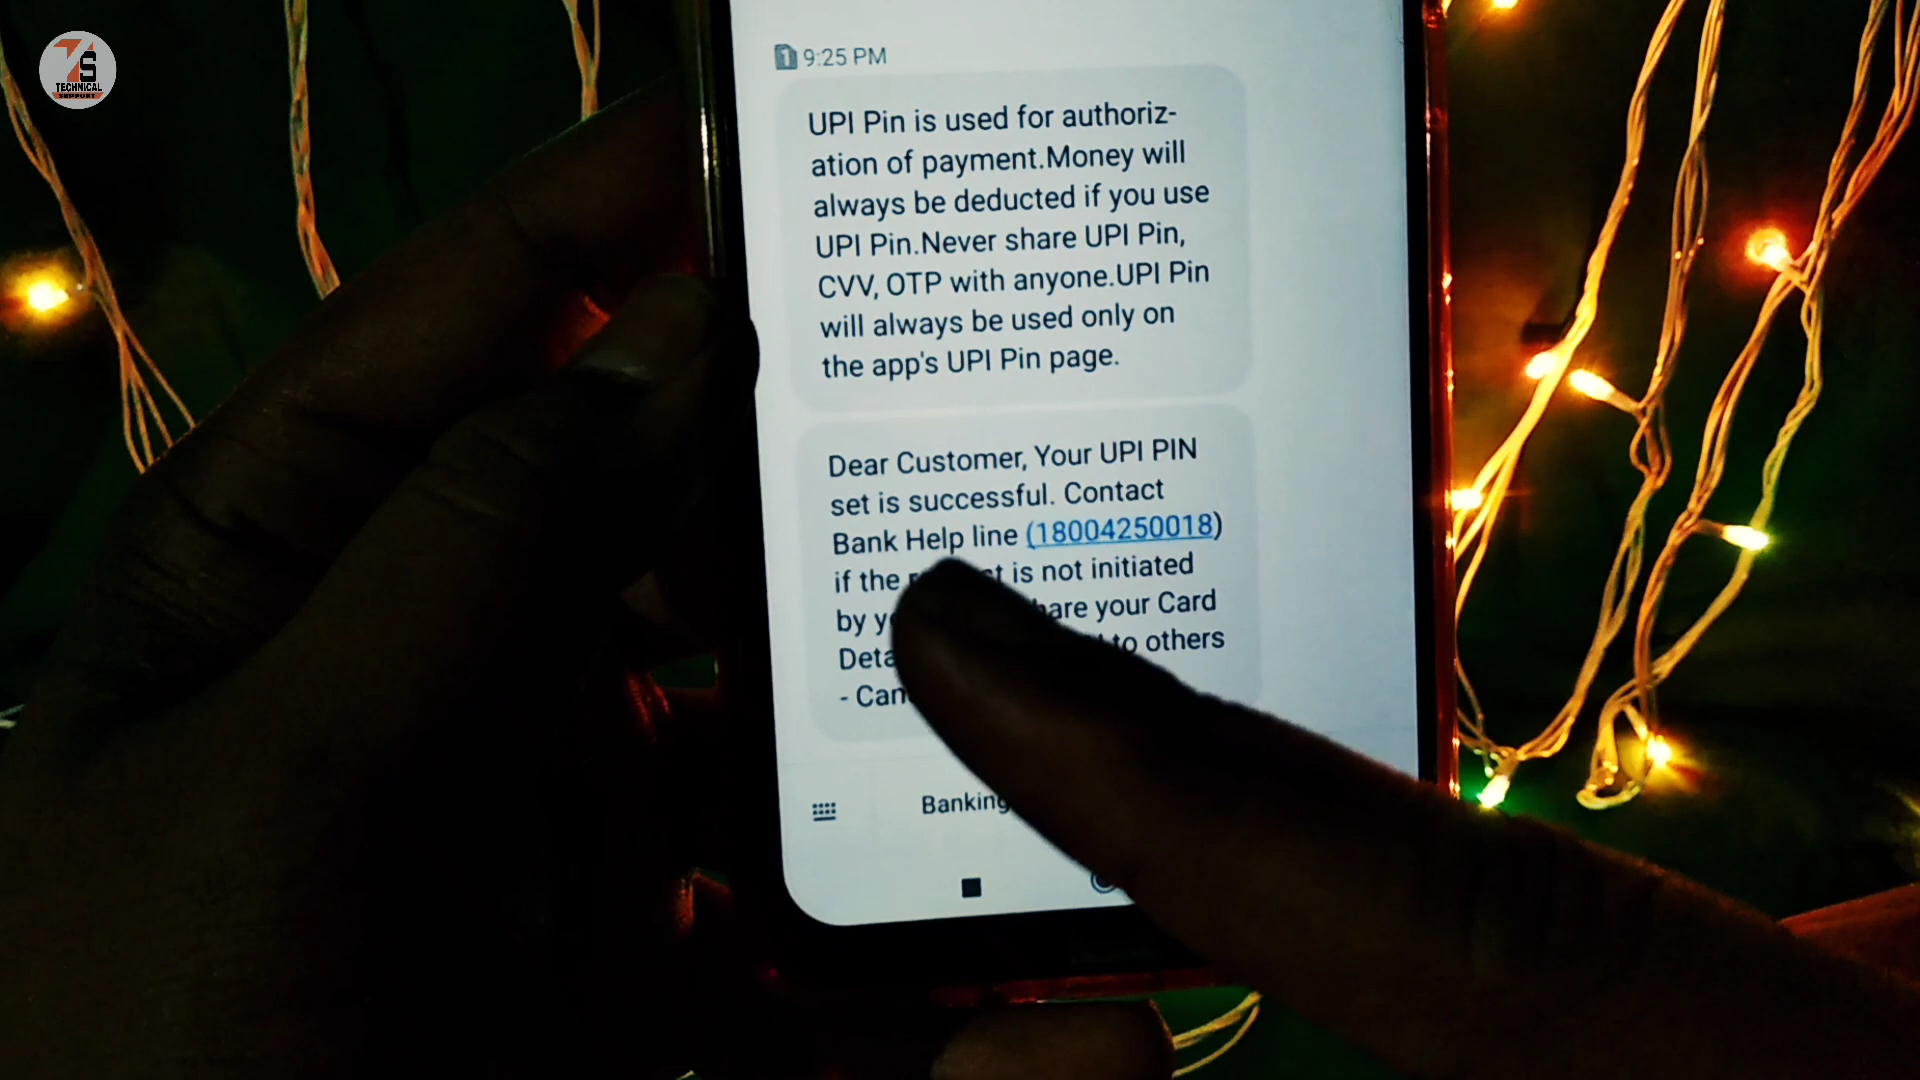 7S
TECHNICAL
SUPPORT
1 9:25 PM
UPI Pin is used for authoriz-
ation of payment.Money will
always be deducted if you use
UPI Pin.Never share UPI Pin,
CVV, OTP with anyone.UPI Pin
will always be used only on
the app's UPI Pin page.
Dear Customer, Your UPI PIN
set is successful. Contact
Bank Help line (18004250018)
if the is not initiated
by your Card
to others
-
Banking